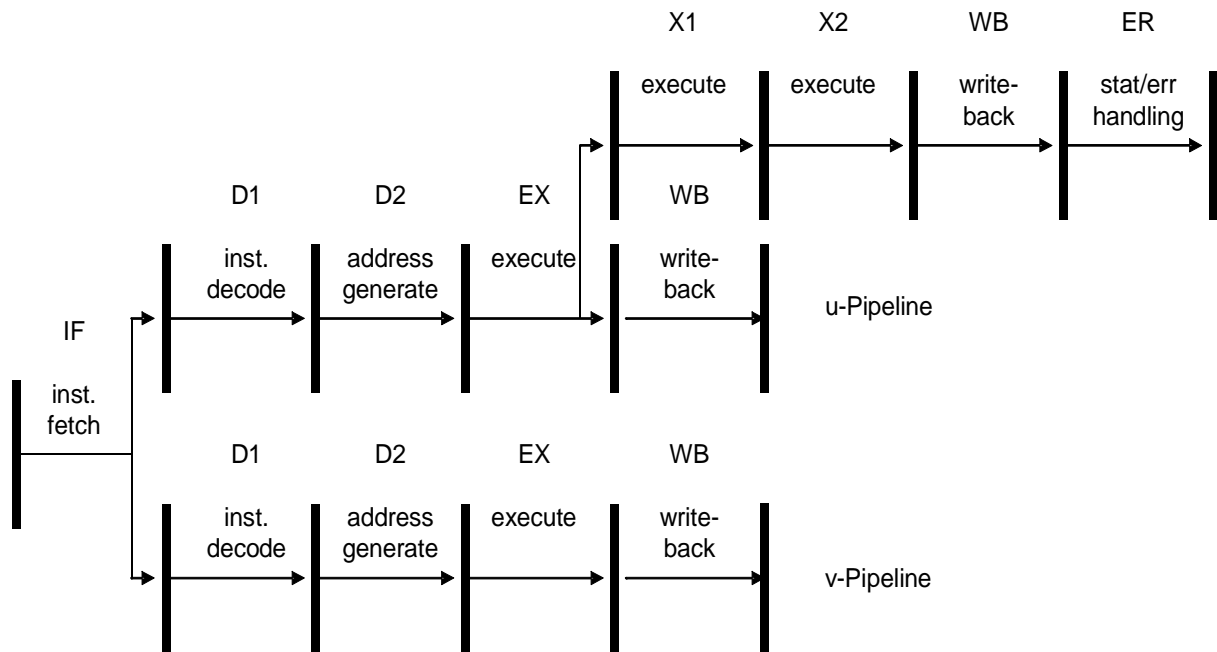 X1 X2 WB ER
execute execute write- stat/err
back handling
D1 D2 EX WB
inst. address execute write-
decode generate back
u-Pipeline
IF
inst.
fetch
D1 D2 EX WB
inst. address execute write-
decode generate back
v-Pipeline